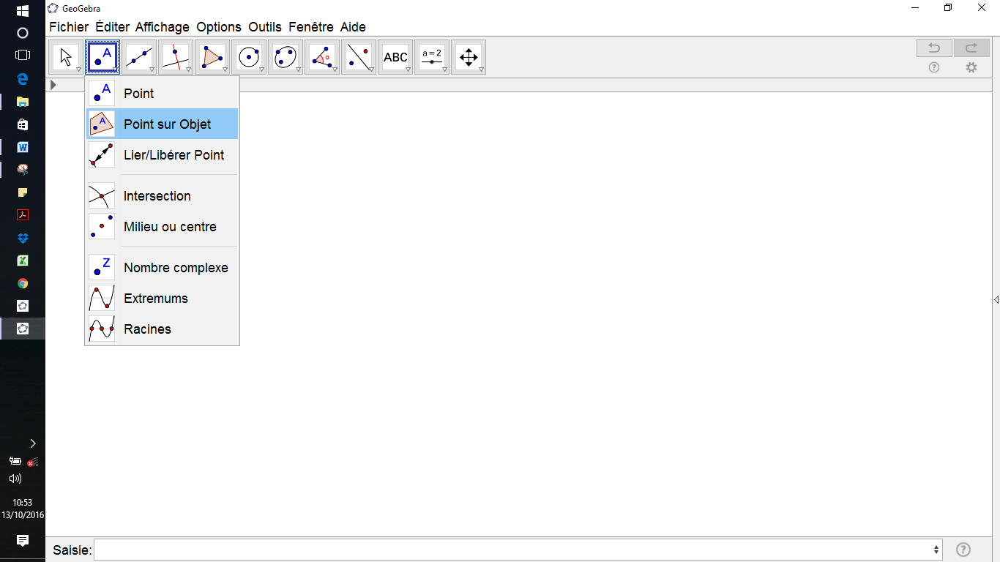 GeoGebra
Fichier Éditer Affichage Options Outils Fenêtre Aide
A ABC a = 2
α
A Point
A Point sur Objet
Lier/Libérer Point
Intersection
Milieu ou centre
Z Nombre complexe
Extremums
Racines
10:53
13/10/2016
Saisie: